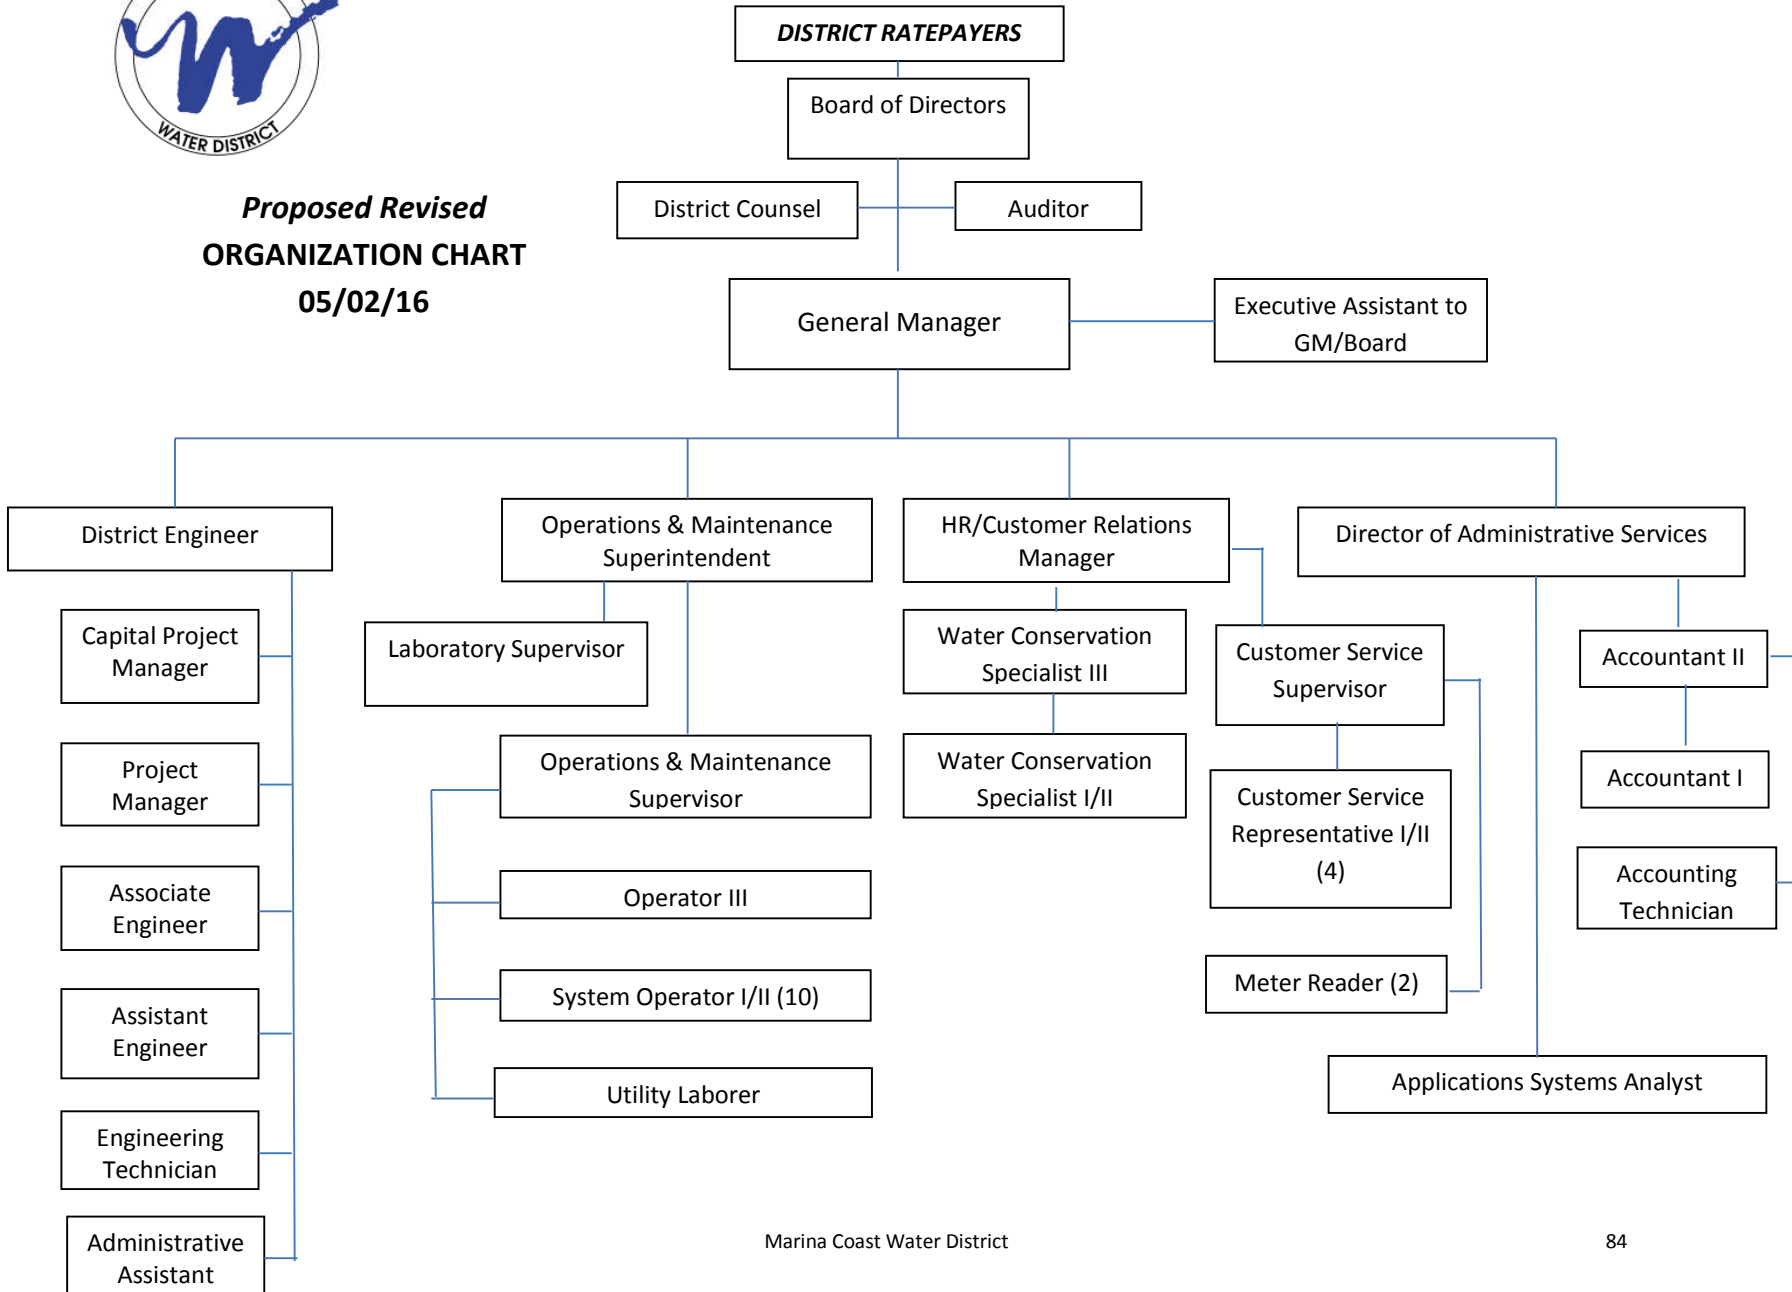 WATER DISTRICT
Proposed Revised
ORGANIZATION CHART
05/02/16
DISTRICT RATEPAYERS
Board of Directors
District Counsel
Auditor
General Manager
Executive Assistant to
GM/Board
District Engineer
Capital Project
Manager
Project
Manager
Associate
Engineer
Assistant
Engineer
Engineering
Technician
Administrative
Assistant
Operations & Maintenance
Superintendent
Laboratory Supervisor
Operations & Maintenance
Supervisor
Operator III
System Operator I/II (10)
Utility Laborer
HR/Customer Relations
Manager
Water Conservation
Specialist III
Water Conservation
Specialist I/II
Customer Service
Supervisor
Customer Service
Representative I/II
(4)
Meter Reader (2)
Director of Administrative Services
Accountant II
Accountant I
Accounting
Technician
Applications Systems Analyst
Marina Coast Water District
84